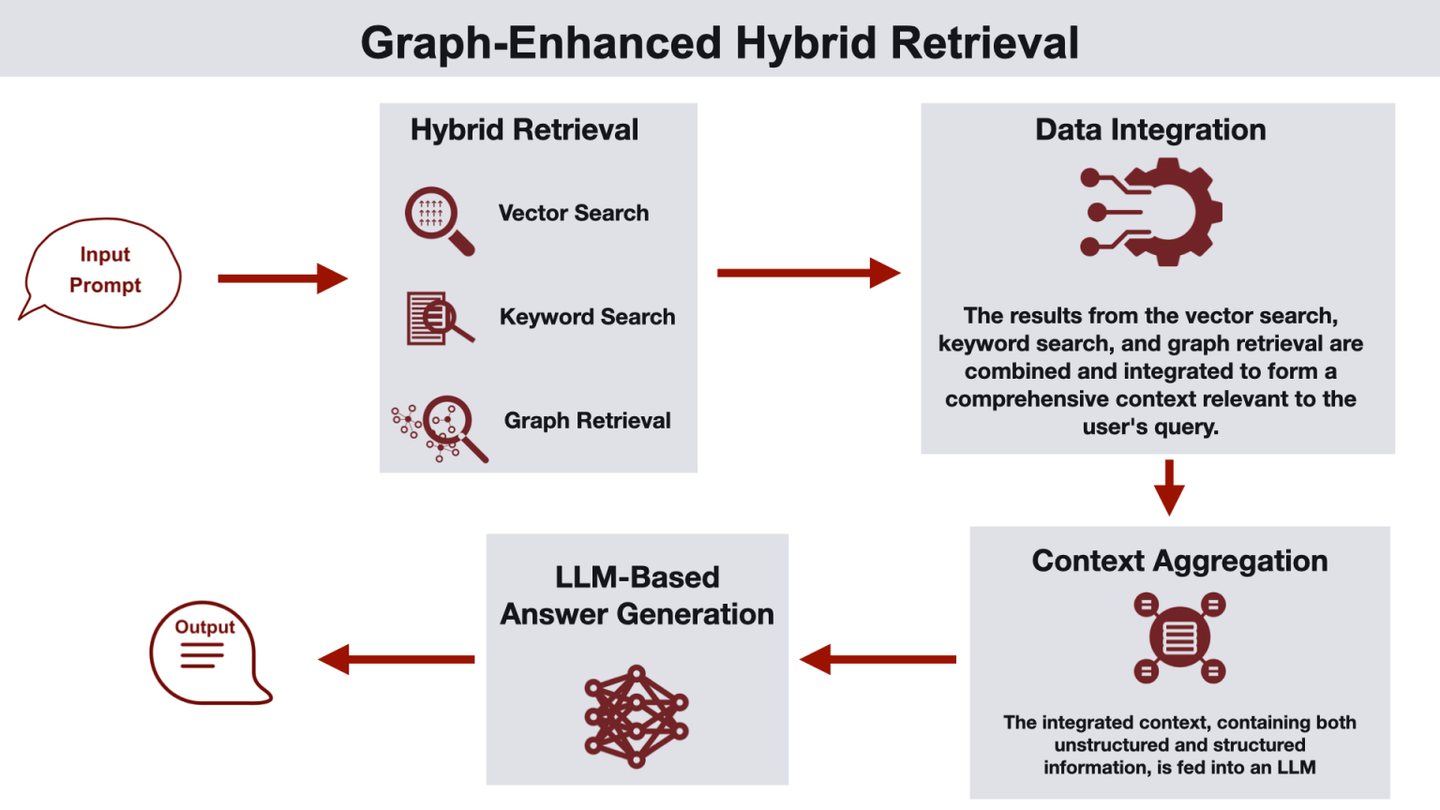 Graph-Enhanced Hybrid Retrieval
Input
Prompt
Hybrid Retrieval
Vector Search
Keyword Search
Graph Retrieval
Data Integration
The results from the vector search,
keyword search, and graph retrieval are
combined and integrated to form a
comprehensive context relevant to the
user's query.
Context Aggregation
The integrated context, containing both
unstructured and structured
information, is fed into an LLM
LLM-Based
Answer Generation
Output